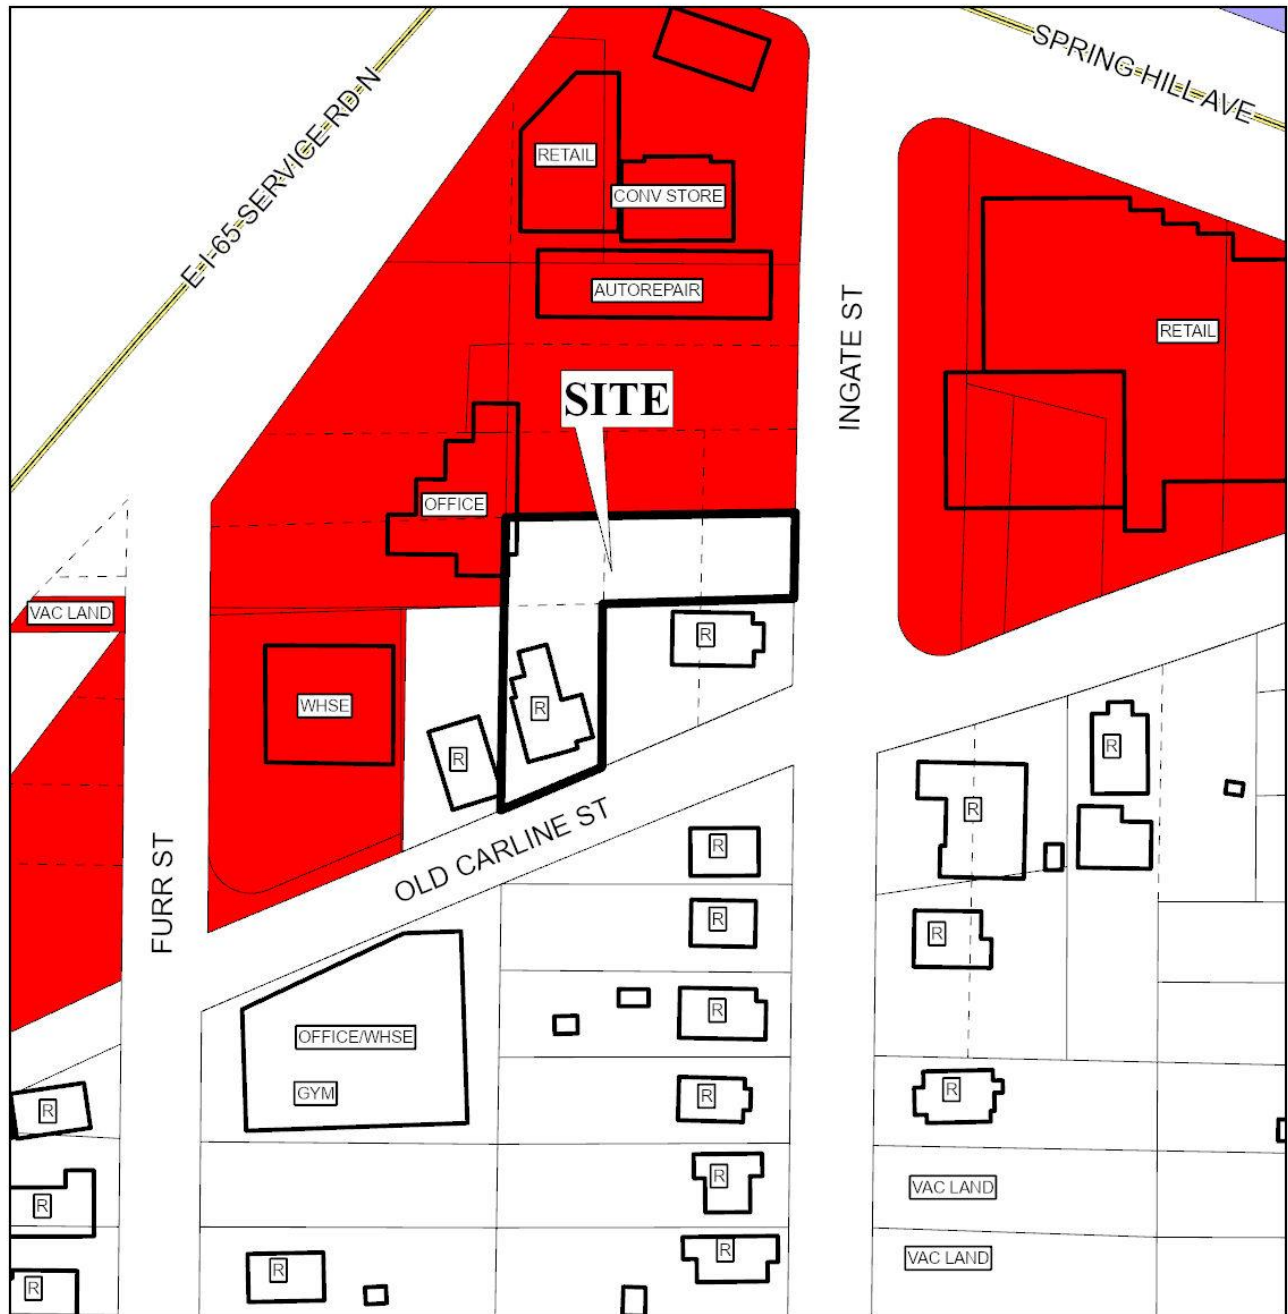 SPRING HILL AVE
E-I-65-SERVICE-RD-N
RETAIL
CONV STORE
AUTOREPAIR
INGATE ST
RETAIL
SITE
OFFICE
VAC LAND
R
WHSE
R
R
R
R
OLD CARLINE ST
R
FURR ST
R
R
OFFICE/WHSE
R
GYM
R
R
R
R
VAC LAND
R
R
R
VAC LAND
R